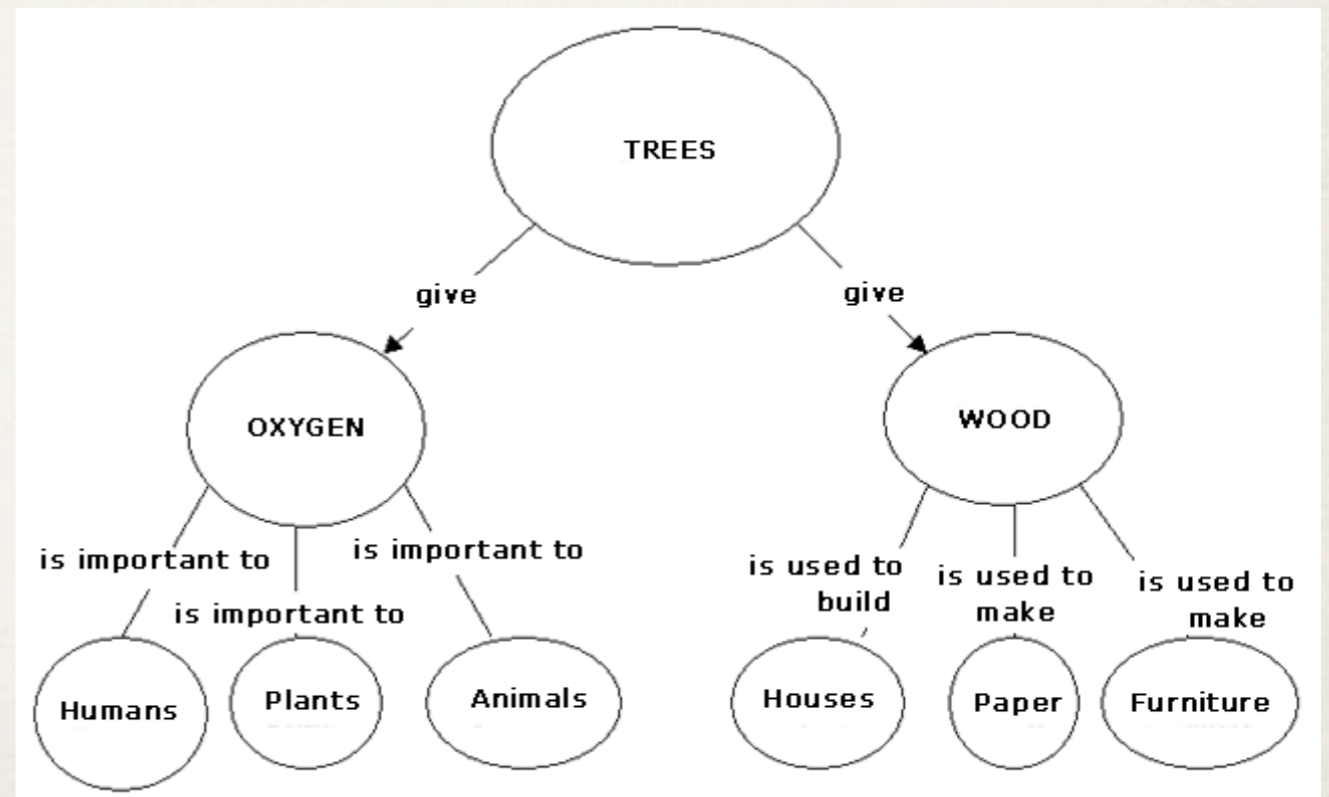 TREES
give
give
OXYGEN
WOOD
is important to
is important to
is important to
is used to
build
is used to
make
is used to
make
Humans
Plants
Animals
Houses
Paper
Furniture